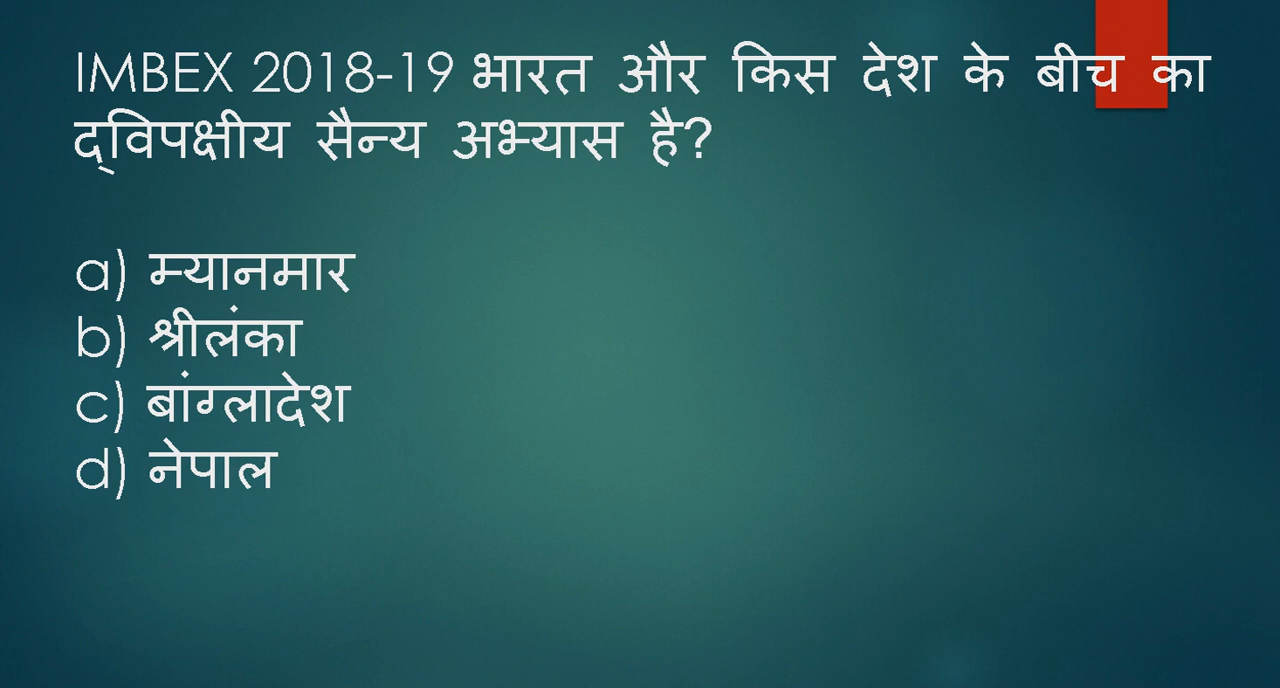 IMBEX 2018-19 भारत और किस देश के बीच का
द्विपक्षीय सैन्य अभ्यास है?
a) म्यानमार
b) श्रीलंका
c) बांग्लादेश
d) नेपाल